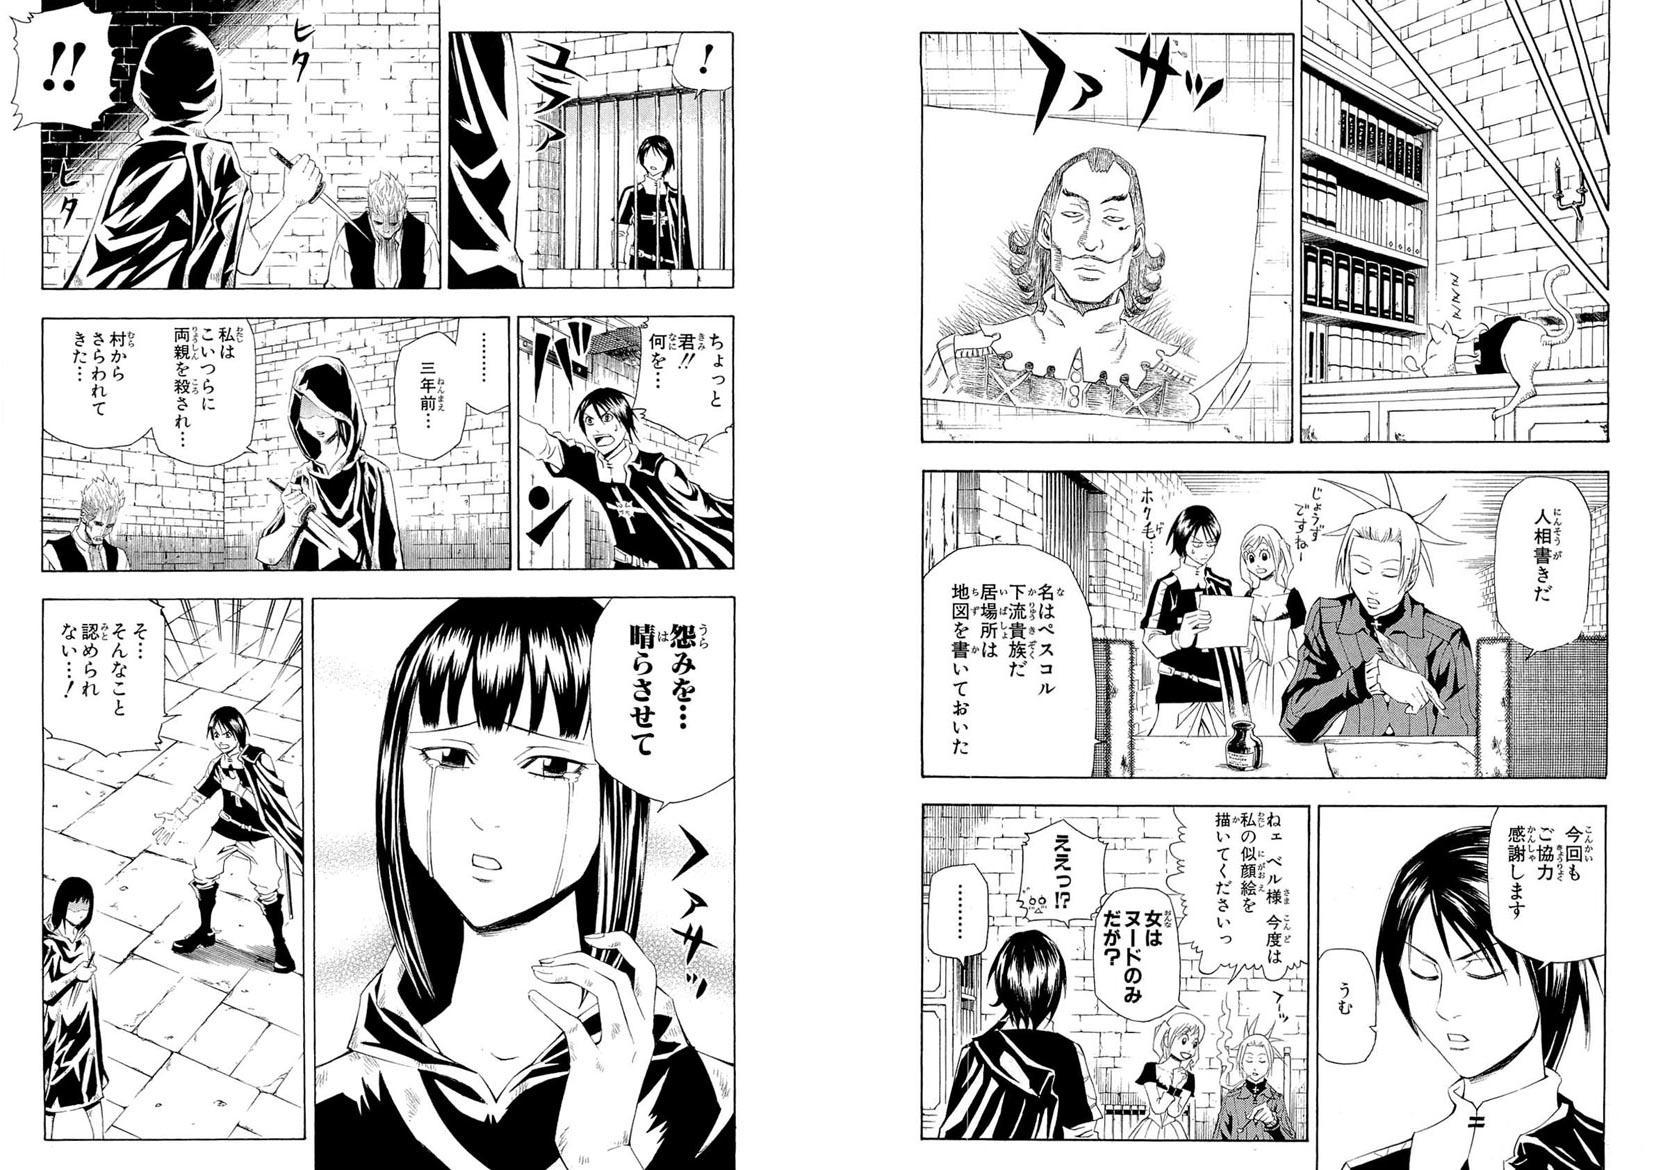 ファサッ
人相書きだ
じょうず
ですねー
ホクロ毛…
名はペスコル
下流貴族だ
居場所は
地図を書いておいた
今回も
ご協力
感謝します
うむ
ねェ ベル様 今度は
私の似顔絵を
描いてくださいっ
女は
ヌードのみ
だが?
ええっ!?
………
!
ヒタ
ヒタ
!!
ちょっと
君!!
何を…
………
三年前…
私は
こいつらに
両親を殺され…
村から
さらわれて
きた…
怨みを…
晴らさせて
ファサッ
そ…
そんなこと
認められ
ない…!